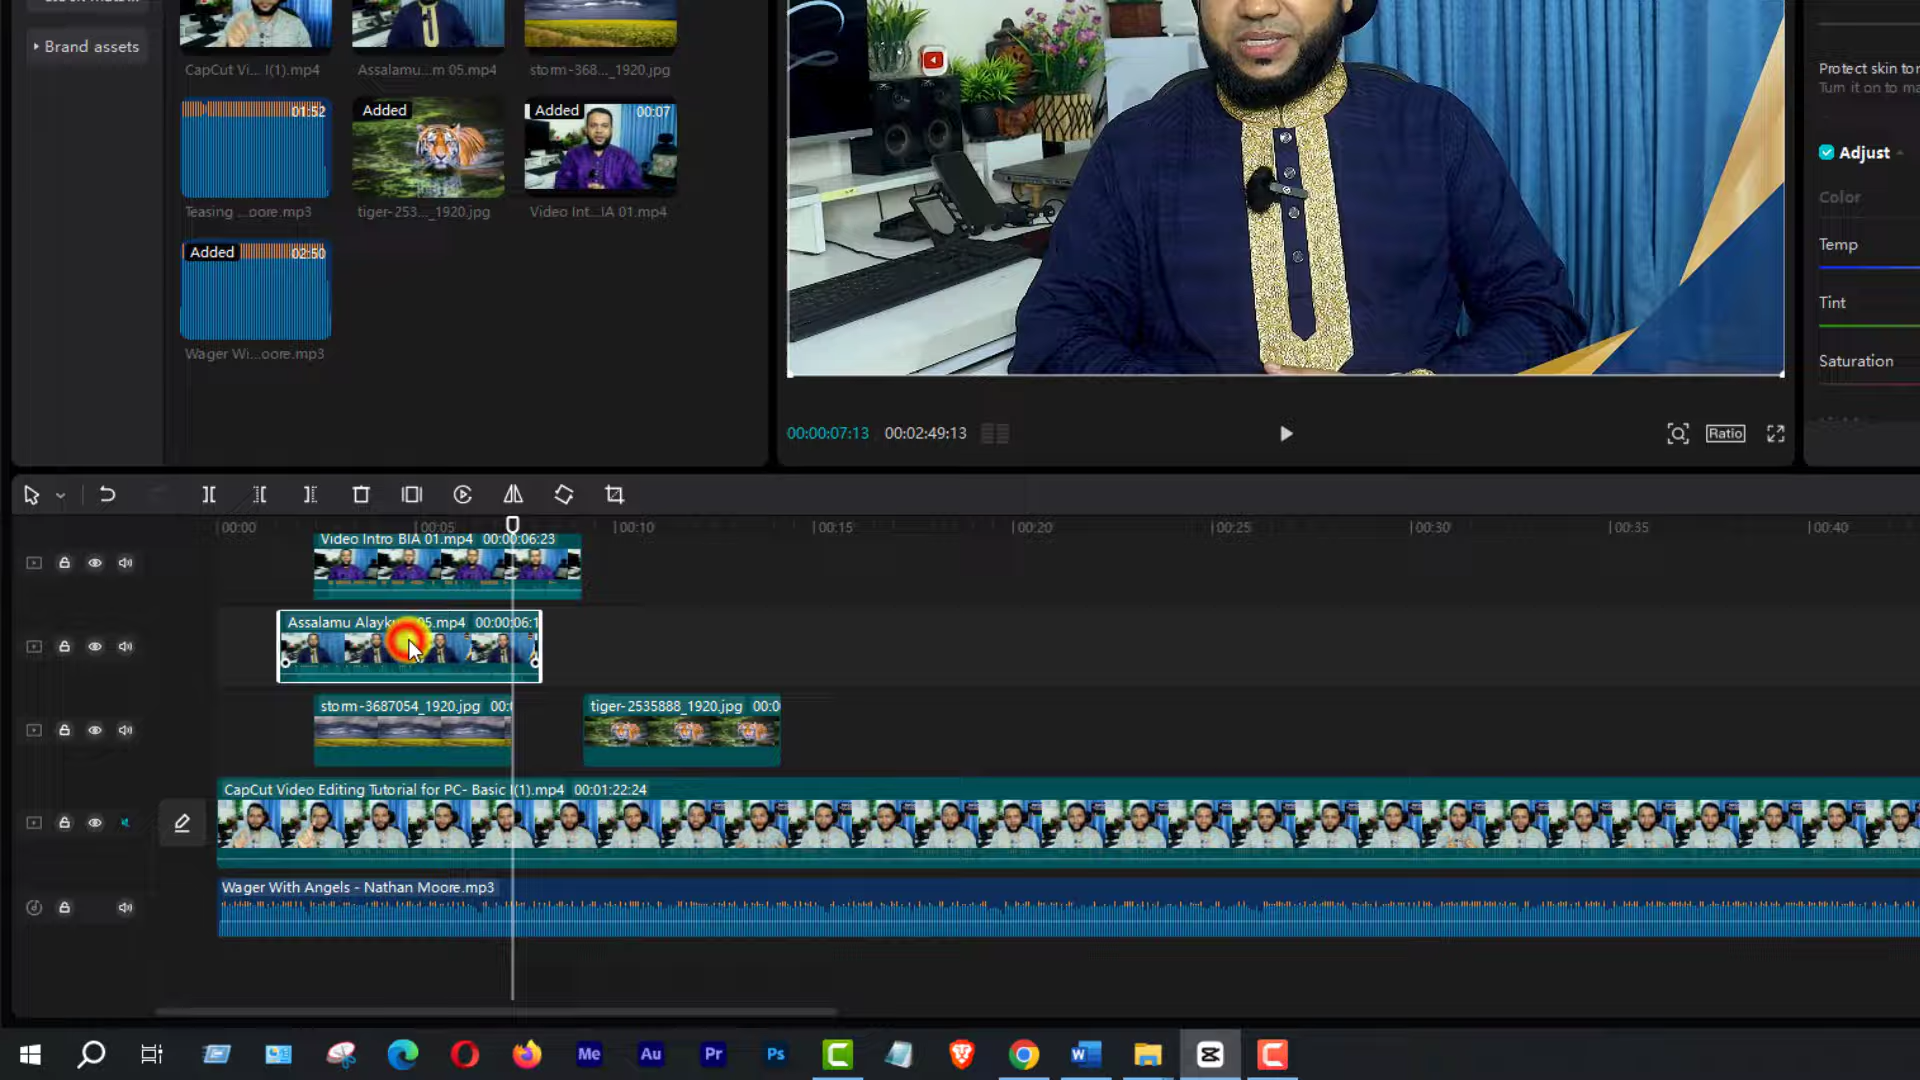 Brand assets
CapCut Vi... l(1).mp4
Assalamu...m 05.mp4
storm-368..._1920.jpg
01:52
Added
Added
00:07
Teasing ...oore.mp3
tiger-253..._1920.jpg
Video Int...IA 01.mp4
Added
02:50
Wager Wi...oore.mp3
Protect skin ton
Turn it on to ma
Adjust
Color
Temp
Tint
Saturation
00:00:07:13
00:02:49:13
Ratio
00:00
00:05
00:10
00:15
00:20
00:25
00:30
00:35
00:40
Video Intro BIA 01.mp4 00:00:06:23
Assalamu Alayku 05.mp4 00:00:06:1
storm-3687054_1920.jpg 00:
tiger-2535888_1920.jpg 00:0
CapCut Video Editing Tutorial for PC- Basic l(1).mp4 00:01:22:24
Wager With Angels - Nathan Moore.mp3
Me
Au
Pr
Ps